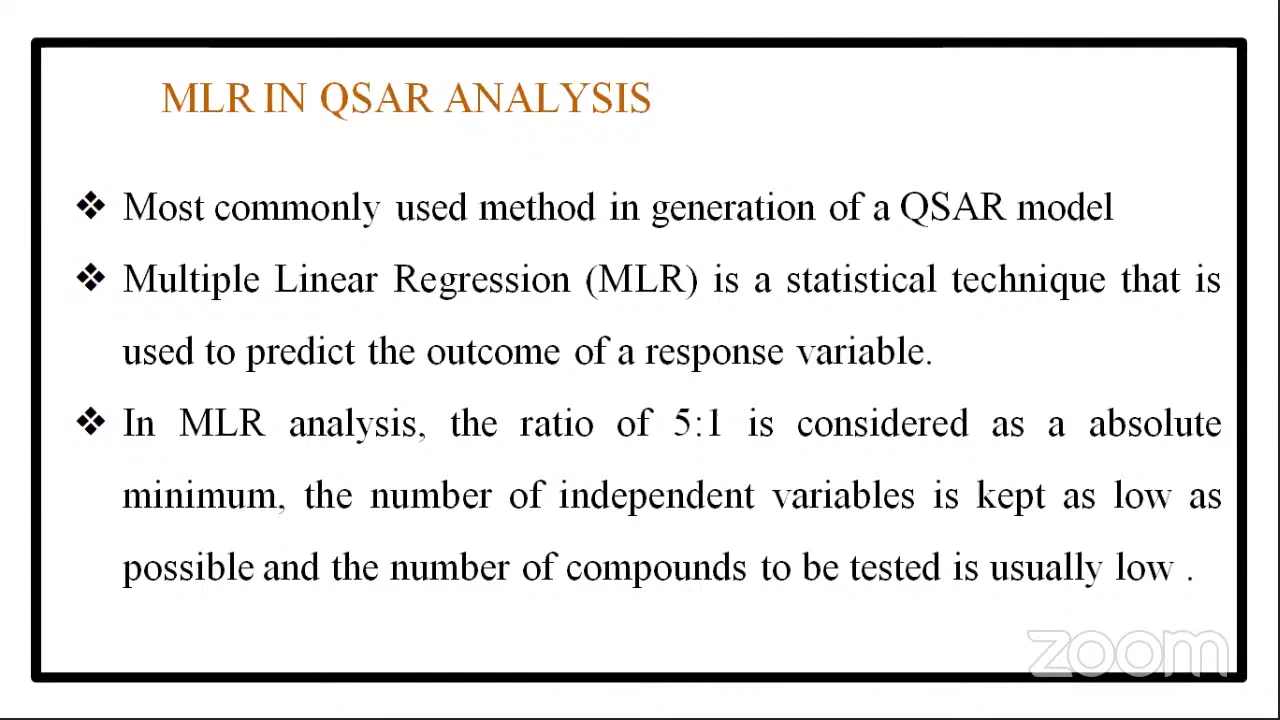 MLR IN QSAR ANALYSIS
❖ Most commonly used method in generation of a QSAR model
❖ Multiple Linear Regression (MLR) is a statistical technique that is
used to predict the outcome of a response variable.
❖ In MLR analysis, the ratio of 5:1 is considered as a absolute
minimum, the number of independent variables is kept as low as
possible and the number of compounds to be tested is usually low .
zoom